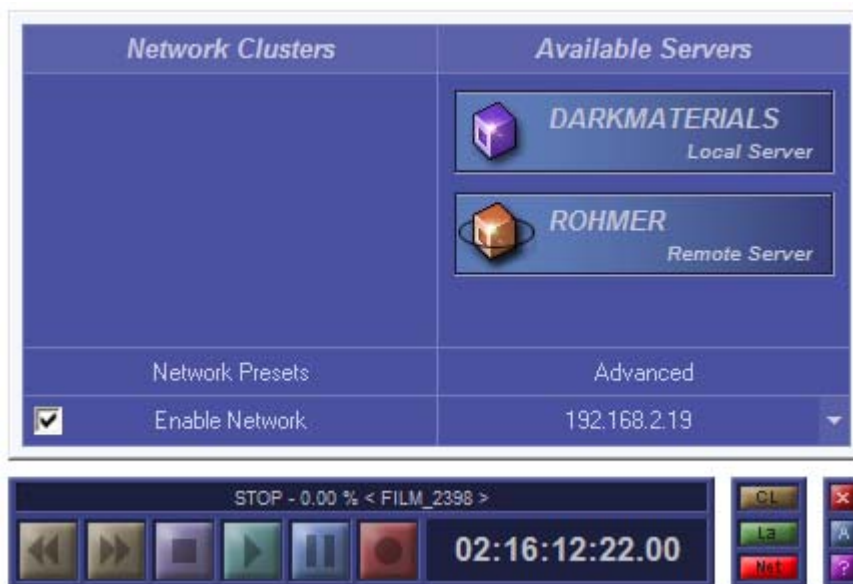 Network Clusters
Available Servers
DARKMATERIALS
Local Server
ROHMER
Remote Server
Network Presets
Advanced
Enable Network
192.168.2.19
STOP - 0.00 % < FILM_2398 >
02:16:12:22.00
CL
La
Net
A
?